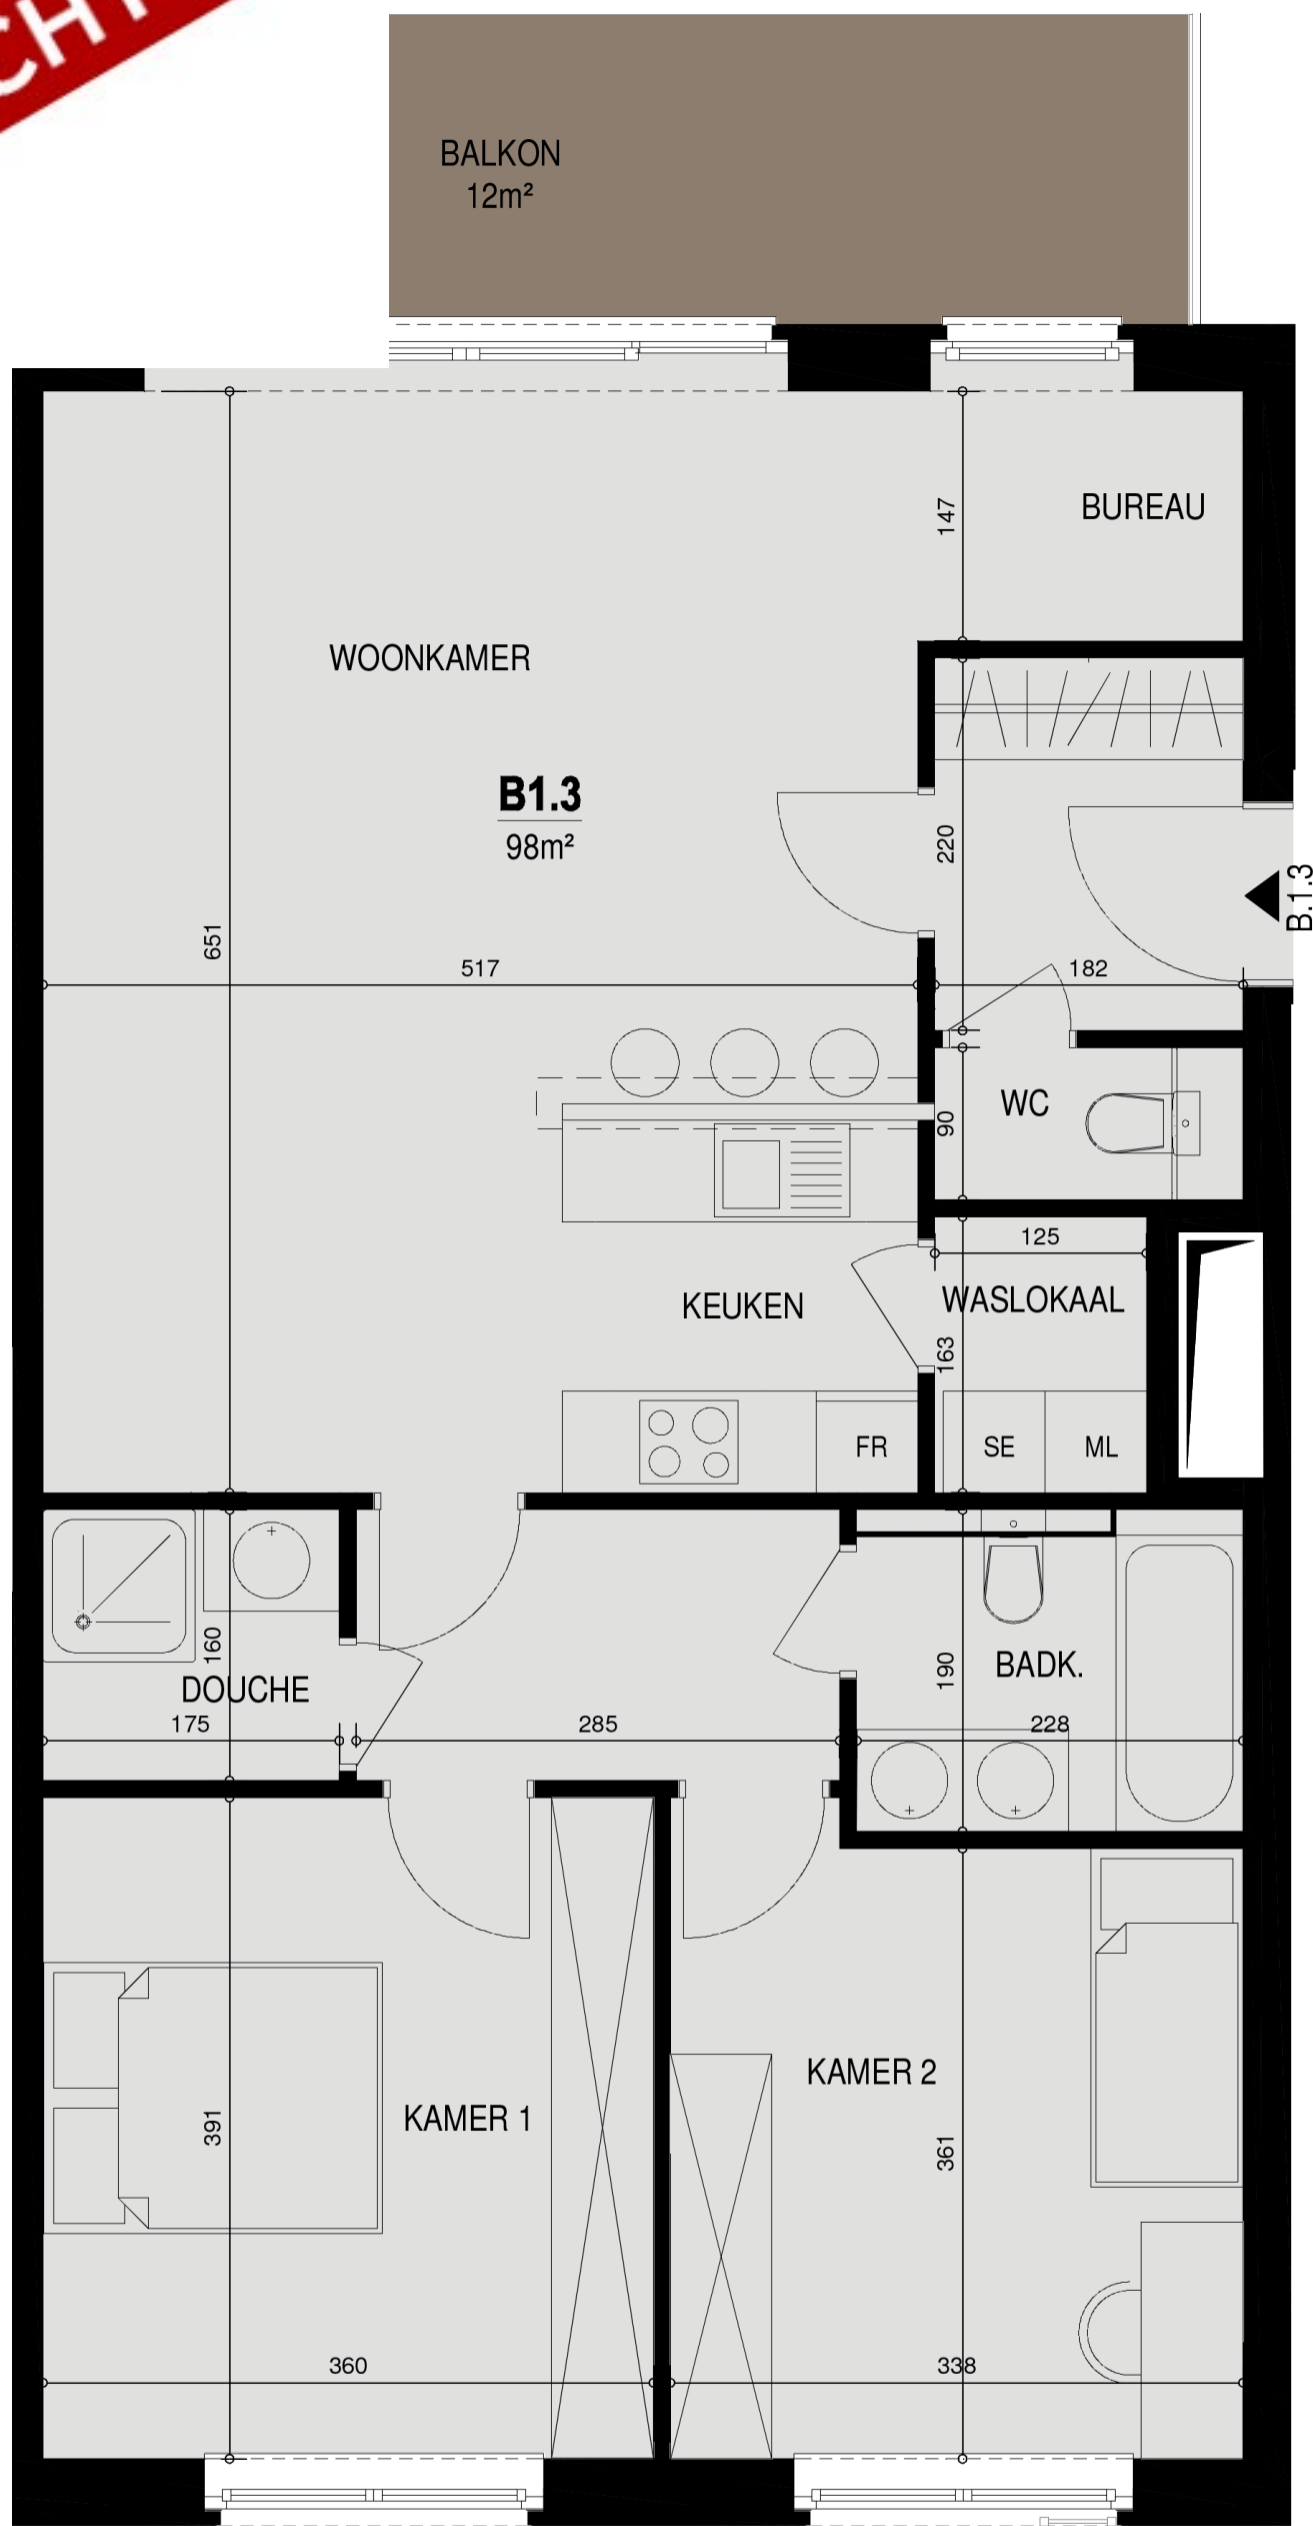 BALKON
12m²
BUREAU
147
WOONKAMER
B1.3
98m²
220
B.1.3
651
517
182
WC
90
125
KEUKEN
WASLOKAAL
163
FR
SE
ML
160
DOUCHE
175
285
190
BADK.
228
KAMER 2
KAMER 1
391
361
360
338